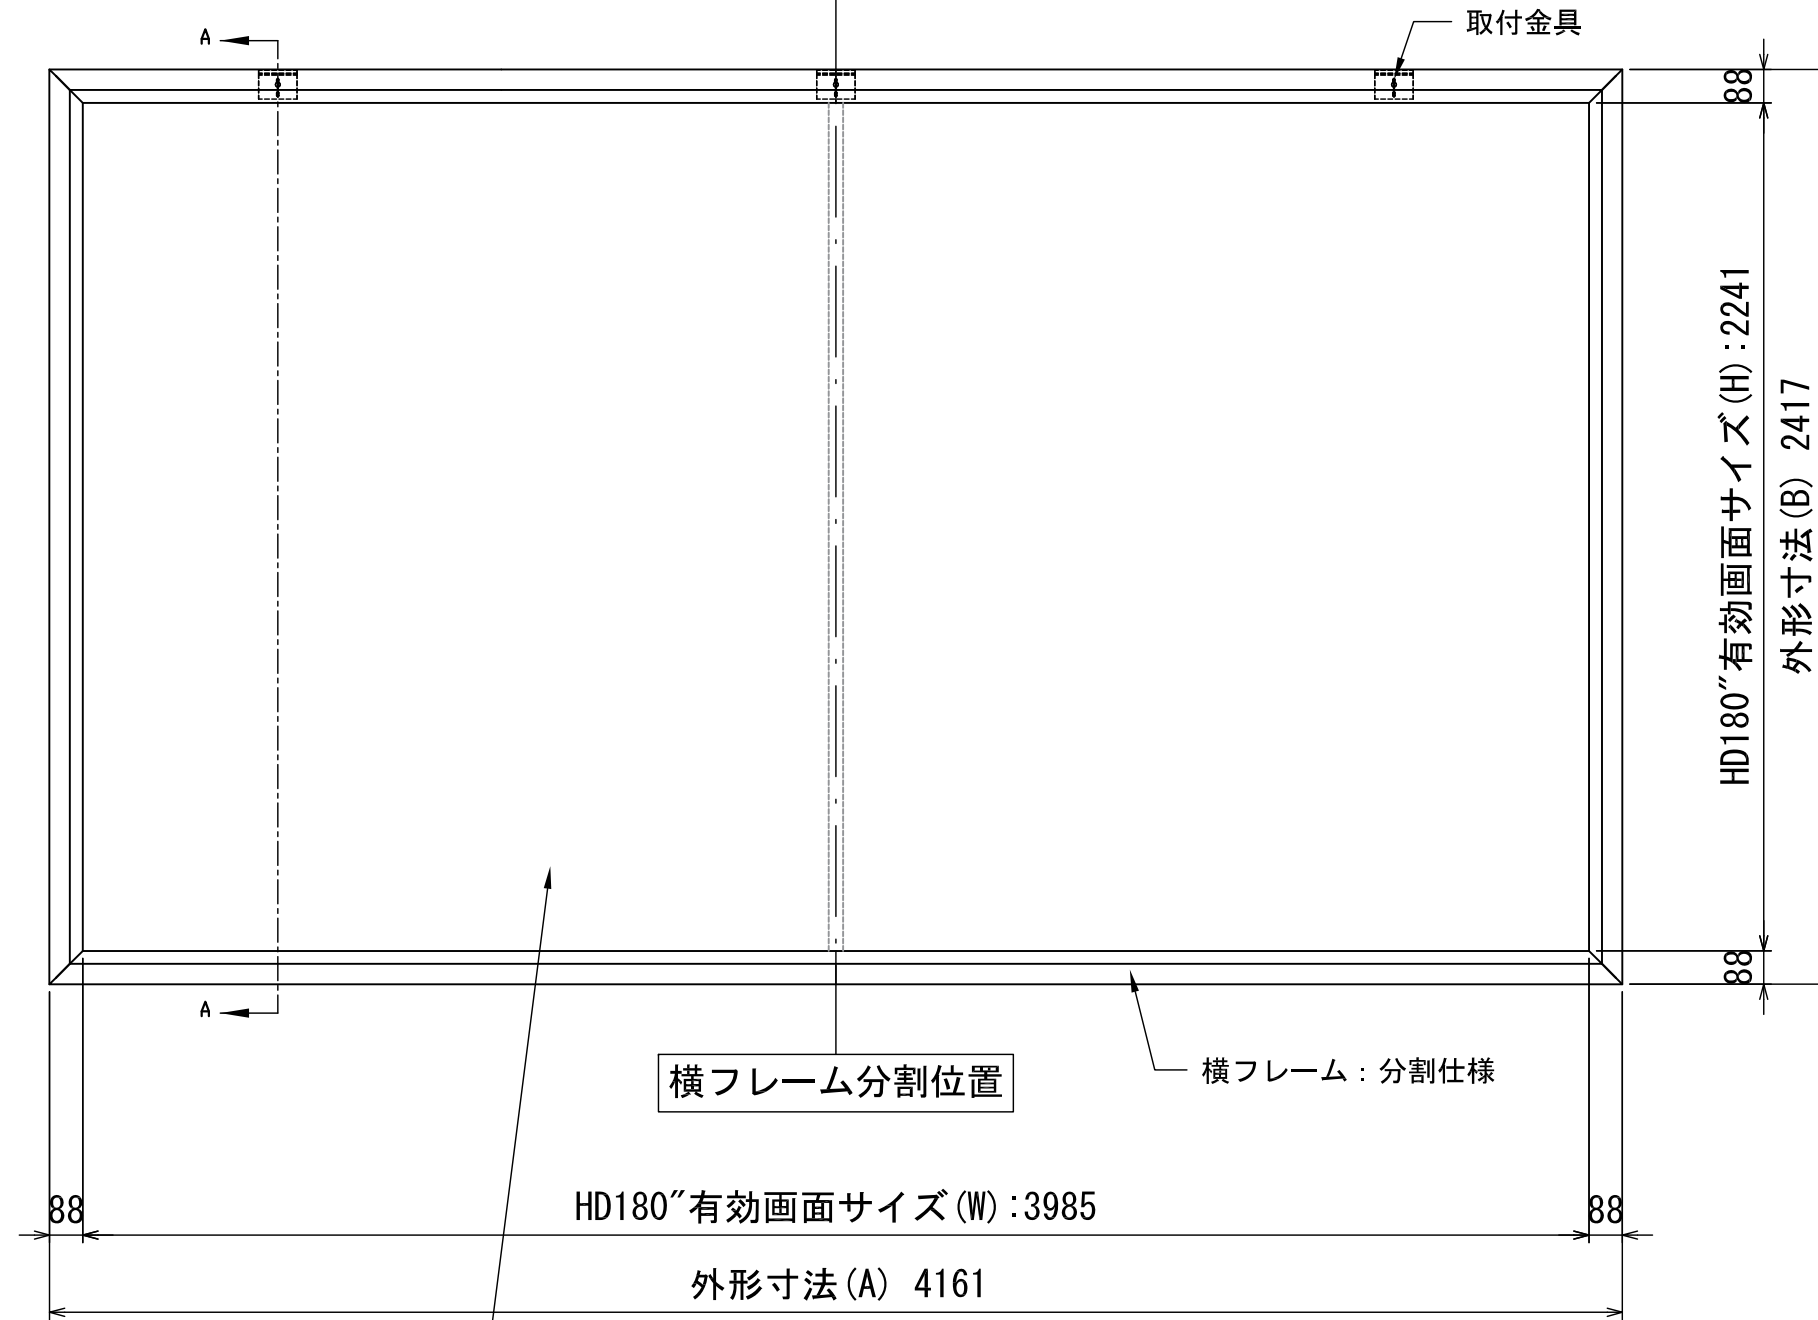 A
取付金具
88
HD180″有効画面サイズ(H):2241
外形寸法(B) 2417
88
A
横フレーム分割位置
横フレーム:分割仕様
88
HD180″有効画面サイズ(W):3985
88
外形寸法(A) 4161